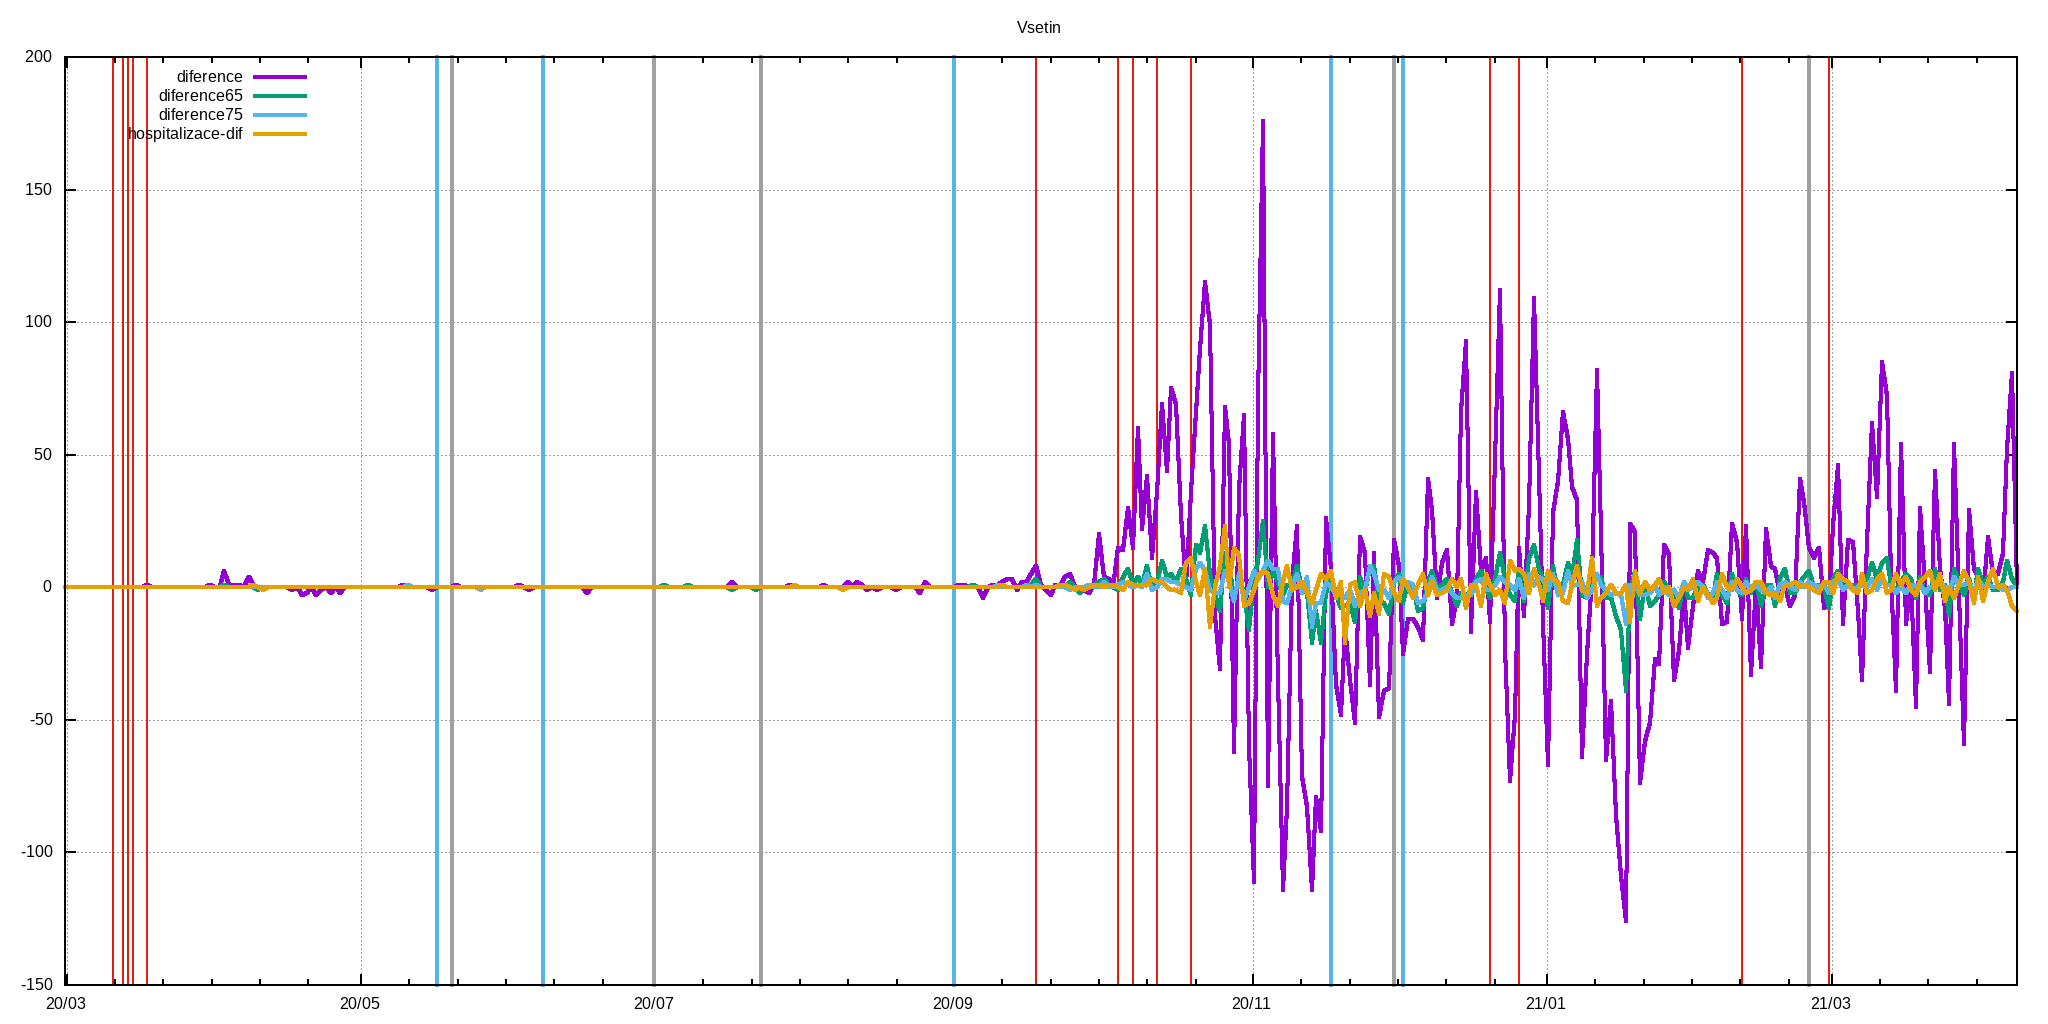 Vsetin
200
diference
diference65
diference75
hospitalizace-dif
150
100
50
0
-50
-100
-150
20/03 20/05 20/07 20/09 20/11 21/01 21/03